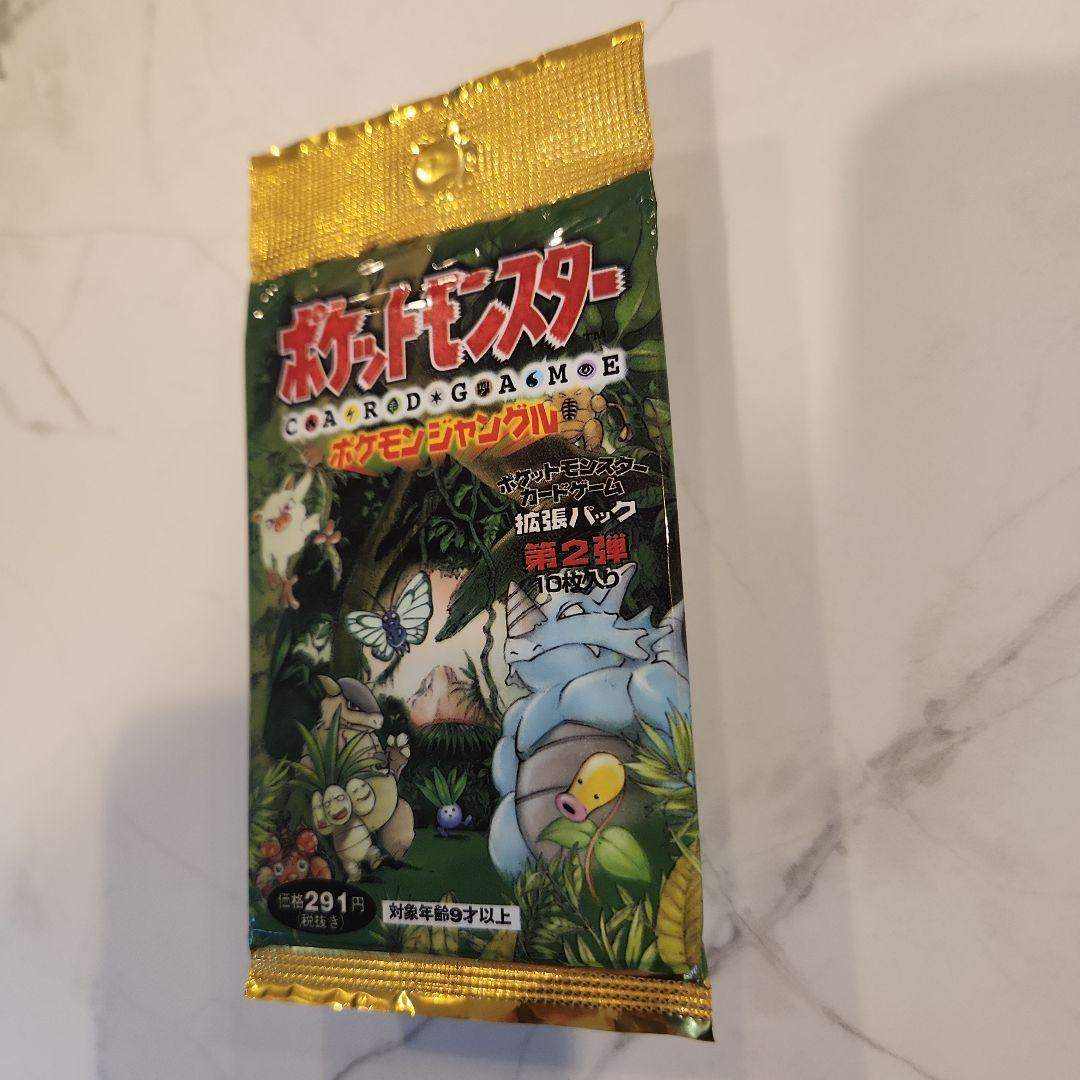 ポケットモンスター
™
CARDGAME
ポケモンジャングル
ポケットモンスター
カードゲーム
拡張パック
第2弾
10枚入り
価格291円
(税抜き)
対象年齢9才以上